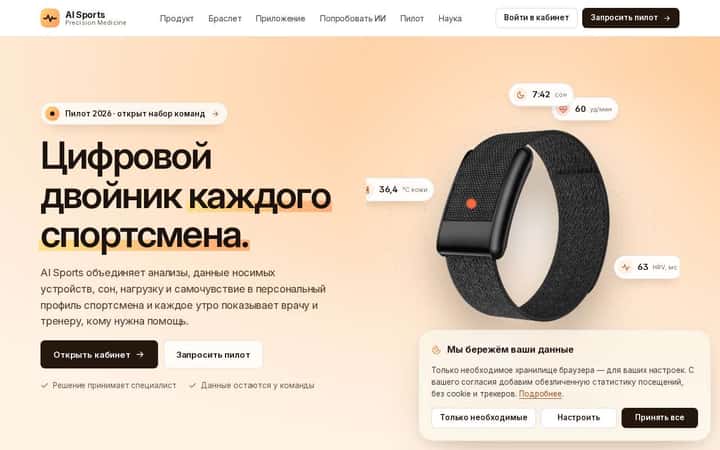 AI Sports
Precision Medicine
Продукт
Браслет
Приложение
Попробовать ИИ
Пилот
Наука
Войти в кабинет
Запросить пилот →
Пилот 2026 · открыт набор команд →
Цифровой
двойник каждого
спортсмена.
AI Sports объединяет анализы, данные носимых
устройств, сон, нагрузку и самочувствие в персональный
профиль спортсмена и каждое утро показывает врачу и
тренеру, кому нужна помощь.
Открыть кабинет →
Запросить пилот
Решение принимает специалист
Данные остаются у команды
7:42 сон
60 уд/мин
36,4 °C кожи
63 HRV, мс
Мы бережём ваши данные
Только необходимое хранилище браузера — для ваших настроек. С
вашего согласия добавим обезличенную статистику посещений,
без cookie и трекеров. Подробнее.
Только необходимые
Настроить
Принять все